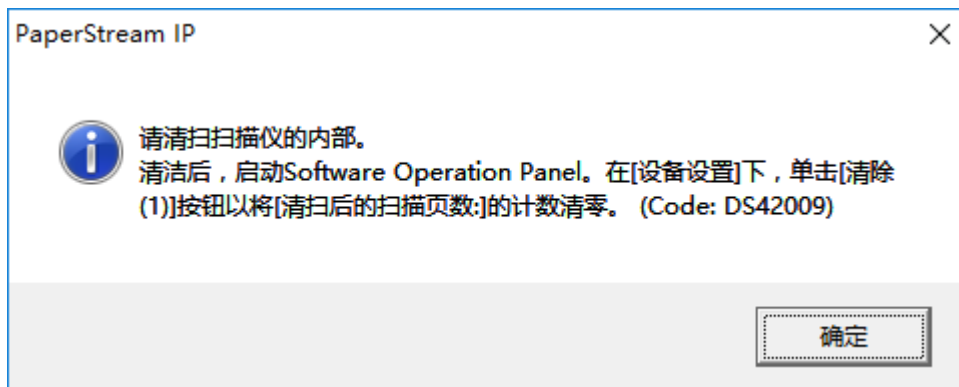 PaperStream IP
请清扫扫描仪的内部。
清洁后，启动Software Operation Panel。在[设备设置]下，单击[清除
(1)]按钮以将[清扫后的扫描页数:]的计数清零。 (Code: DS42009)
确定